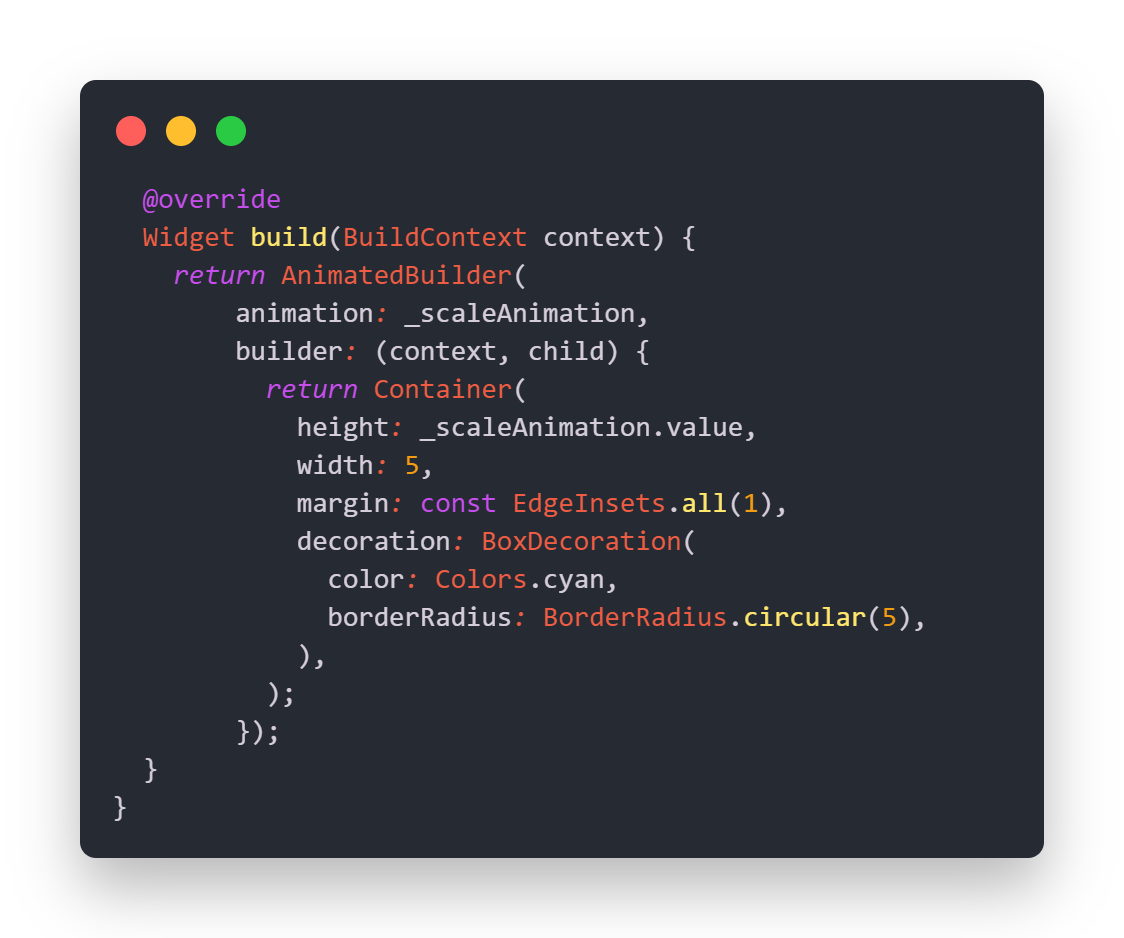 @override
Widget build(BuildContext context) {
return AnimatedBuilder(
animation: _scaleAnimation,
builder: (context, child) {
return Container(
height: _scaleAnimation.value,
width: 5,
margin: const EdgeInsets.all(1),
decoration: BoxDecoration(
color: Colors.cyan,
borderRadius: BorderRadius.circular(5),
),
);
});
}
}